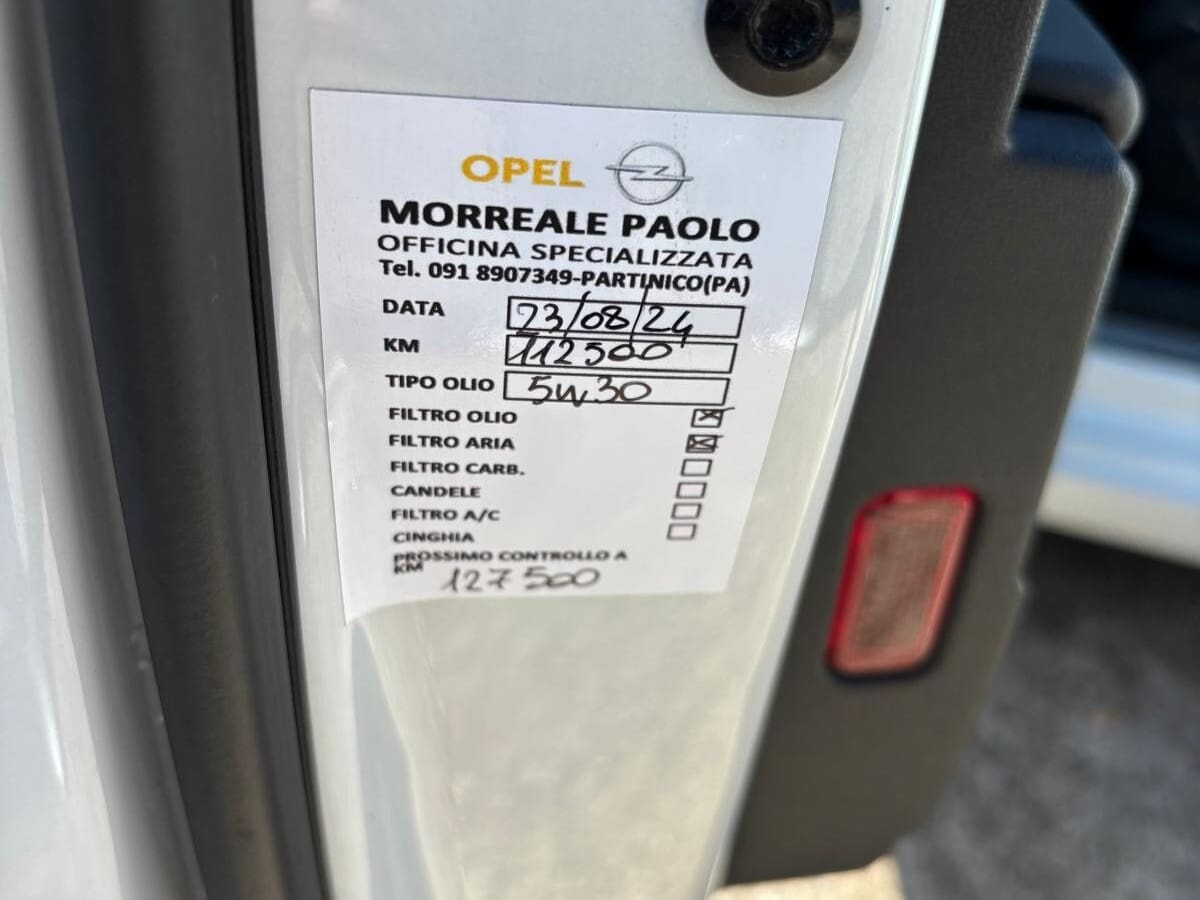 OPEL
MORREALE PAOLO
OFFICINA SPECIALIZZATA
Tel. 091 8907349-PARTINICO(PA)
DATA 23/08/24
KM 112500
TIPO OLIO 5W30
FILTRO OLIO
FILTRO ARIA
FILTRO CARB.
CANDELE
FILTRO A/C
CINGHIA
PROSSIMO CONTROLLO A
KM 127500